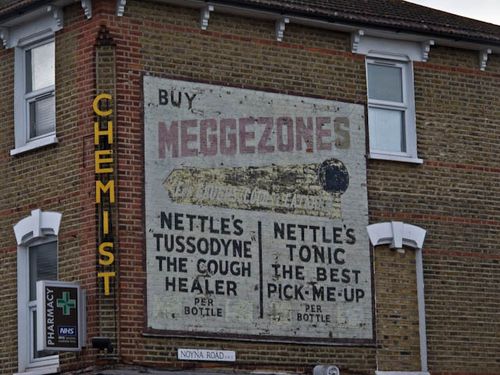 CHEMIST
BUY
MEGGEZONES
NETTLE'S
"TUSSODYNE"
THE COUGH
HEALER
PER
BOTTLE
NETTLE'S
TONIC
THE BEST
PICK-ME-UP
PER
BOTTLE
PHARMACY
NHS
NOYNA ROAD